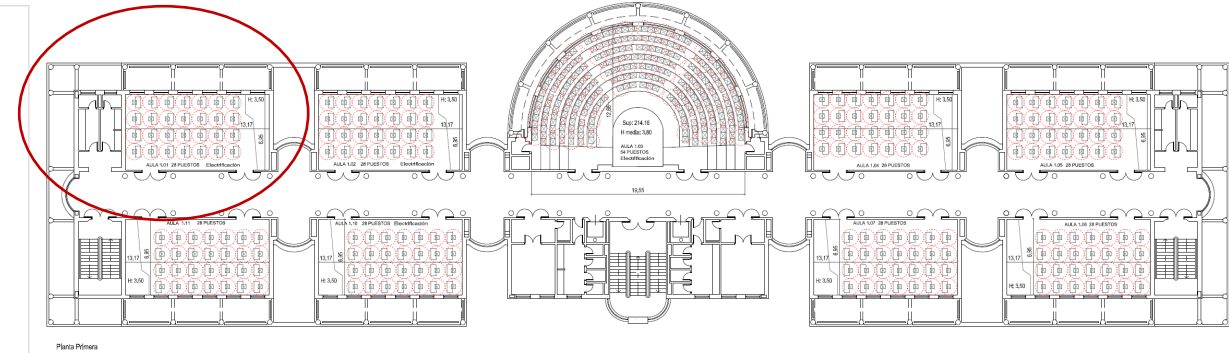 H: 3,50
13,17
6,95
AULA 1.01 28 PUESTOS Electrificación
H: 3,50
13,17
6,95
AULA 1.02 28 PUESTOS Electrificación
12,88
Sup: 214.16
H media: 3,80
AULA 1.03
54 PUESTOS
Electrificación
19,55
H: 3,50
13,17
6,95
AULA 1.04 28 PUESTOS
H: 3,50
13,17
6,95
AULA 1.05 28 PUESTOS
AULA 1.11 28 PUESTOS
13,17
6,95
H: 3,50
AULA 1.10 28 PUESTOS Electrificación
13,17
6,95
H: 3,50
AULA 1.07 28 PUESTOS
13,17
6,95
H: 3,50
AULA 1.06 28 PUESTOS
13,17
6,95
H: 3,50
Planta Primera